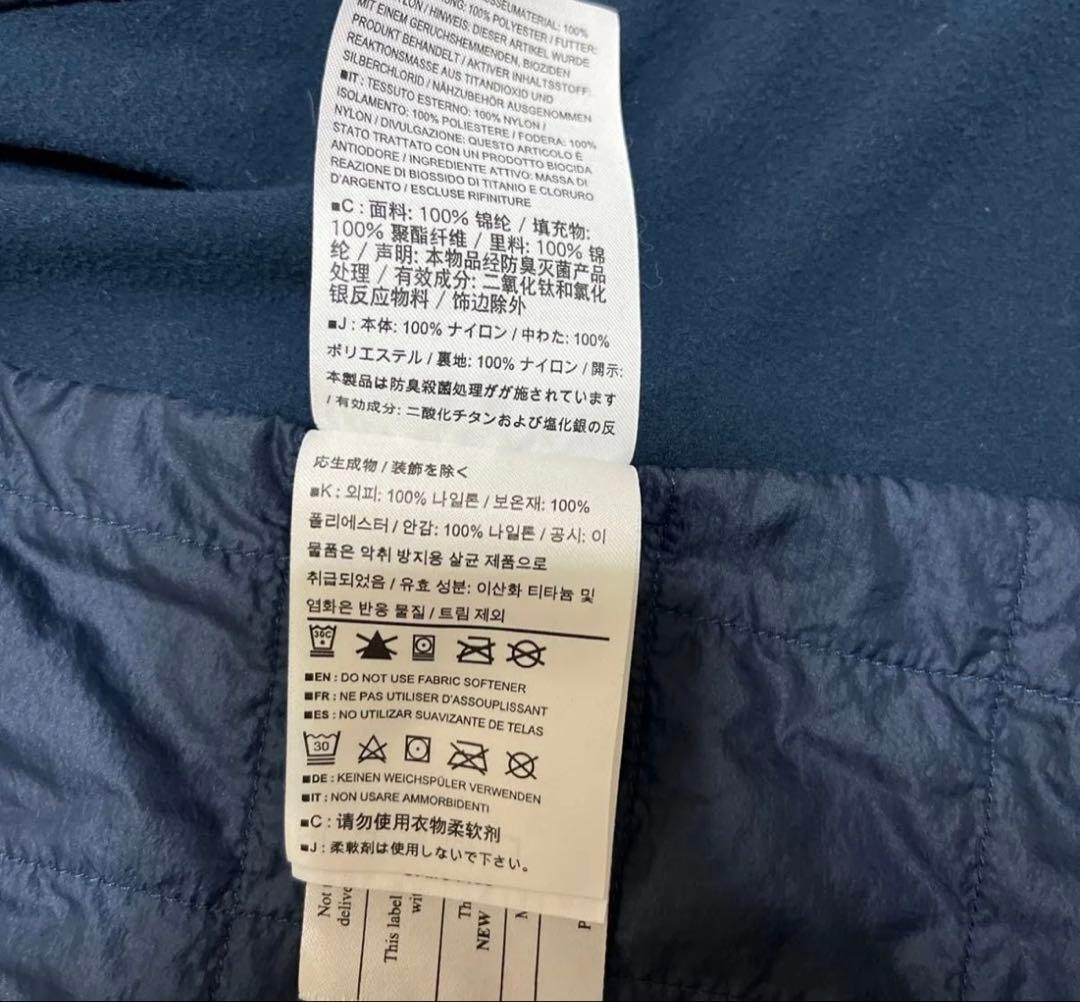 RUNG: 100% POLYESTER / FUTTER:
MIT EINEM GERUCHSHEMMENDEN, BIOZIDEN
NYLON / HINWEIS: DIESER ARTIKEL WURDE
PRODUKT BEHANDELT / AKTIVER INHALTSSTOFF:
REAKTIONSMASSE AUS TITANDIOXID UND
SILBERCHLORID / NÄHZUBEHÖR AUSGENOMMEN
■IT: TESSUTO ESTERNO: 100% NYLON /
ISOLAMENTO: 100% POLIESTERE / FODERA: 100%
NYLON / DIVULGAZIONE: QUESTO ARTICOLO È
STATO TRATTATO CON UN PRODOTTO BIOCIDA
ANTIODORE / INGREDIENTE ATTIVO: MASSA DI
REAZIONE DI BIOSSIDO DI TITANIO E CLORURO
D'ARGENTO / ESCLUSE RIFINITURE
■C : 面料: 100% 锦纶 / 填充物:
100% 聚酯纤维 / 里料: 100% 锦
纶 / 声明: 本物品经防臭灭菌产品
处理 / 有效成分: 二氧化钛和氯化
银反应物料 / 饰边除外
■J : 本体: 100% ナイロン / 中わた: 100%
ポリエステル / 裏地: 100% ナイロン / 開示:
本製品は防臭殺菌処理がが施されています
/ 有効成分: 二酸化チタンおよび塩化銀の反
応生成物 / 装飾を除く
■K : 외피: 100% 나일론 / 보온재: 100%
폴리에스터 / 안감: 100% 나일론 / 공시: 이
물품은 악취 방지용 살균 제품으로
취급되었음 / 유효 성분: 이산화 티타늄 및
염화은 반응 물질 / 트림 제외
30C
■EN : DO NOT USE FABRIC SOFTENER
■FR : NE PAS UTILISER D'ASSOUPLISSANT
■ES : NO UTILIZAR SUAVIZANTE DE TELAS
30
■DE : KEINEN WEICHSPÜLER VERWENDEN
■IT : NON USARE AMMORBIDENTI
■C : 请勿使用衣物柔软剂
■J : 柔軟剤は使用しないで下さい。
Not
delive
This label
wi
Th
NEW